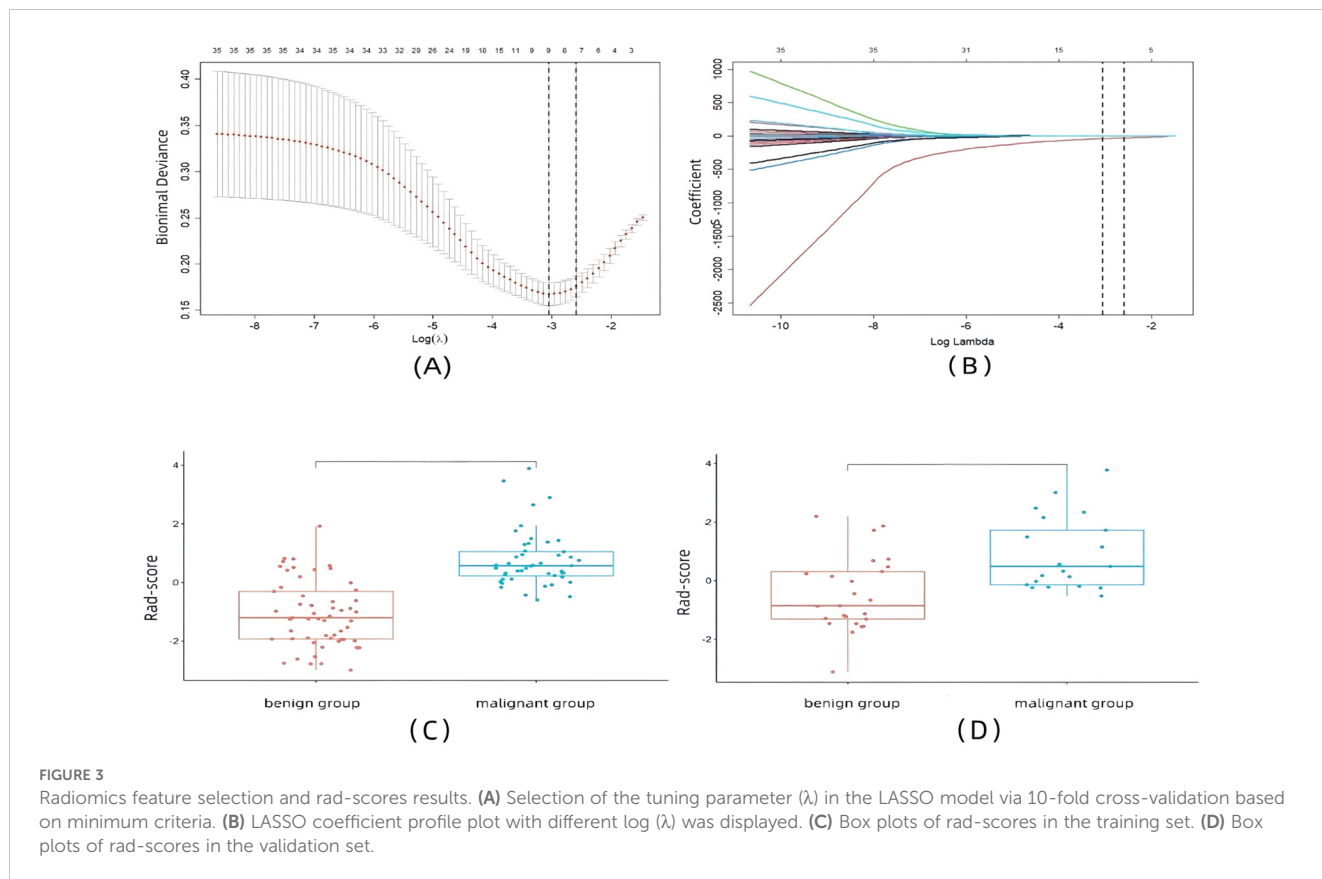 35 35 35 35 35 34 34 35 34 34 33 32 29 26 24 19 18 15 11 9 9 8 7 6 4 3
0.40
0.35
0.30
0.25
0.20
0.15
Bionimal Deviance
-8 -7 -6 -5 -4 -3 -2
Log(λ)
(A)
35 35 31 15 5
1000
500
0
-500
-1000
-1500
-2000
-2500
Coefficient
-10 -8 -6 -4 -2
Log Lambda
(B)
4
2
0
-2
Rad-score
benign group malignant group
(C)
4
2
0
-2
Rad-score
benign group malignant group
(D)
FIGURE 3
Radiomics feature selection and rad-scores results. (A) Selection of the tuning parameter (λ) in the LASSO model via 10-fold cross-validation based
on minimum criteria. (B) LASSO coefficient profile plot with different log (λ) was displayed. (C) Box plots of rad-scores in the training set. (D) Box
plots of rad-scores in the validation set.